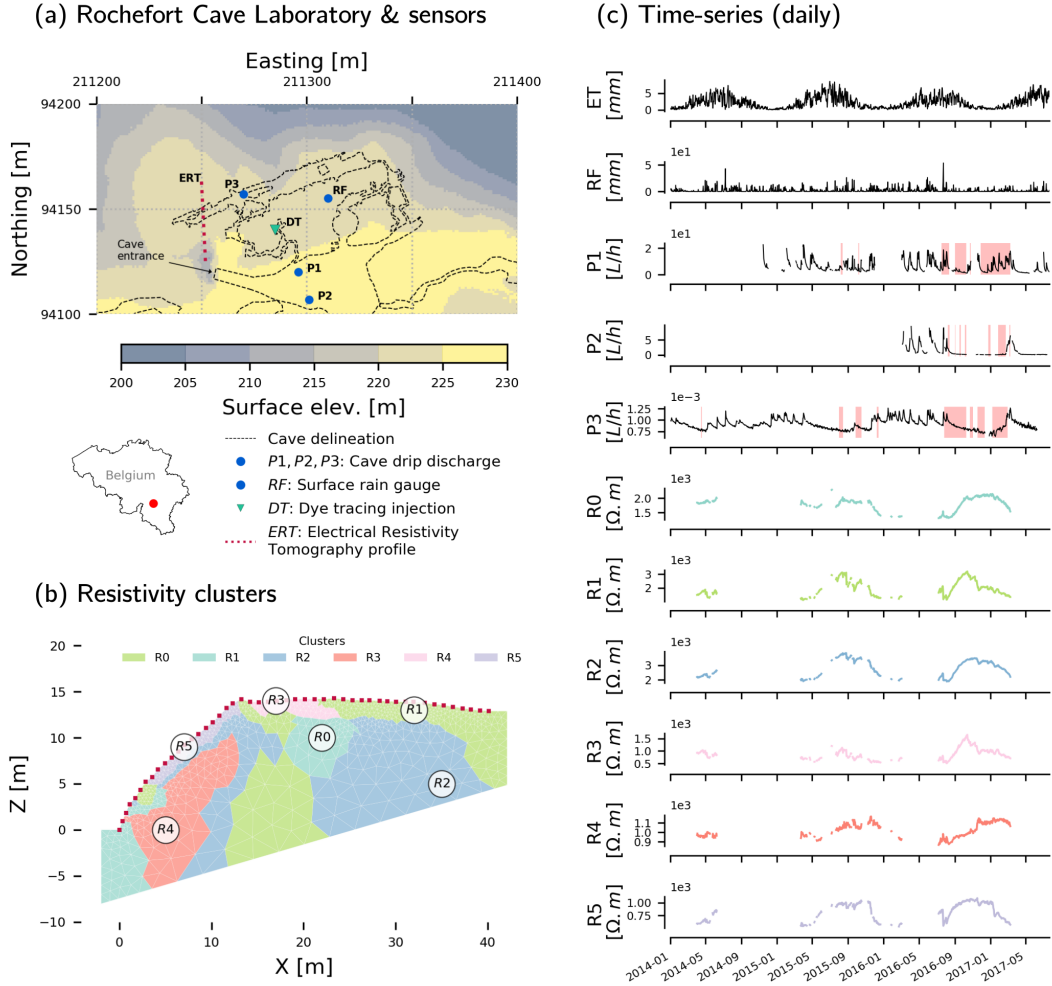 (a) Rochefort Cave Laboratory & sensors
Easting [m]
211200 211300 211400
94200
94150
94100
Northing [m]
ERT
P3
RF
DT
Cave
entrance
P1
P2
200 205 210 215 220 225 230
Surface elev. [m]
Belgium
Cave delineation
P1, P2, P3: Cave drip discharge
RF: Surface rain gauge
DT: Dye tracing injection
ERT: Electrical Resistivity
Tomography profile
(b) Resistivity clusters
Clusters
R0 R1 R2 R3 R4 R5
20
15
10
5
0
−5
−10
Z [m]
R3
R1
R0
R5
R2
R4
0 10 20 30 40
X [m]
(c) Time-series (daily)
ET
[mm]
5
0
RF
[mm]
1e1
5
0
P1
[L/h]
1e1
2
0
P2
[L/h]
5
0
P3
[L/h]
1e−3
1.25
1.00
0.75
R0
[Ω.m]
1e3
2.0
1.5
R1
[Ω.m]
1e3
3
2
R2
[Ω.m]
1e3
3
2
R3
[Ω.m]
1e3
1.5
1.0
0.5
R4
[Ω.m]
1e3
1.1
1.0
0.9
R5
[Ω.m]
1e3
1.00
0.75
2014-01 2014-05 2014-09 2015-01 2015-05 2015-09 2016-01 2016-05 2016-09 2017-01 2017-05